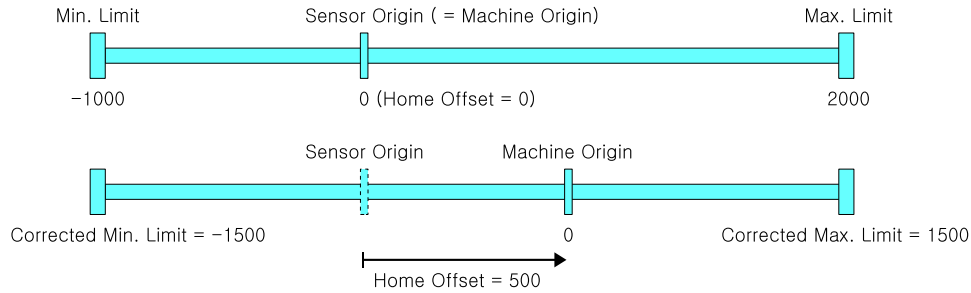 Min. Limit
Sensor Origin ( = Machine Origin)
Max. Limit
-1000
0 (Home Offset = 0)
2000
Sensor Origin
Machine Origin
Corrected Min. Limit = -1500
0
Corrected Max. Limit = 1500
Home Offset = 500